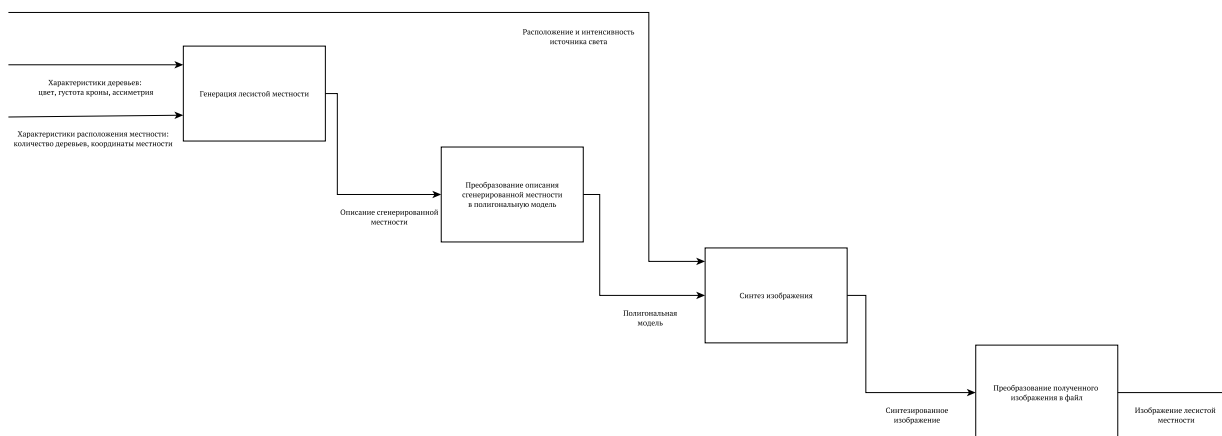 Расположение и интенсивность
источника света
Характеристики деревьев:
цвет, густота кроны, ассиметрия
Генерация лесистой местности
Характеристики расположения местности:
количество деревьев, координаты местности
Преобразование описания
сгенерированной местности
в полигональную модель
Описание сгенерированной
местности
Синтез изображения
Полигональная
модель
Преобразование полученного
изображения в файл
Синтезированное
изображение
Изображение лесистой
местности